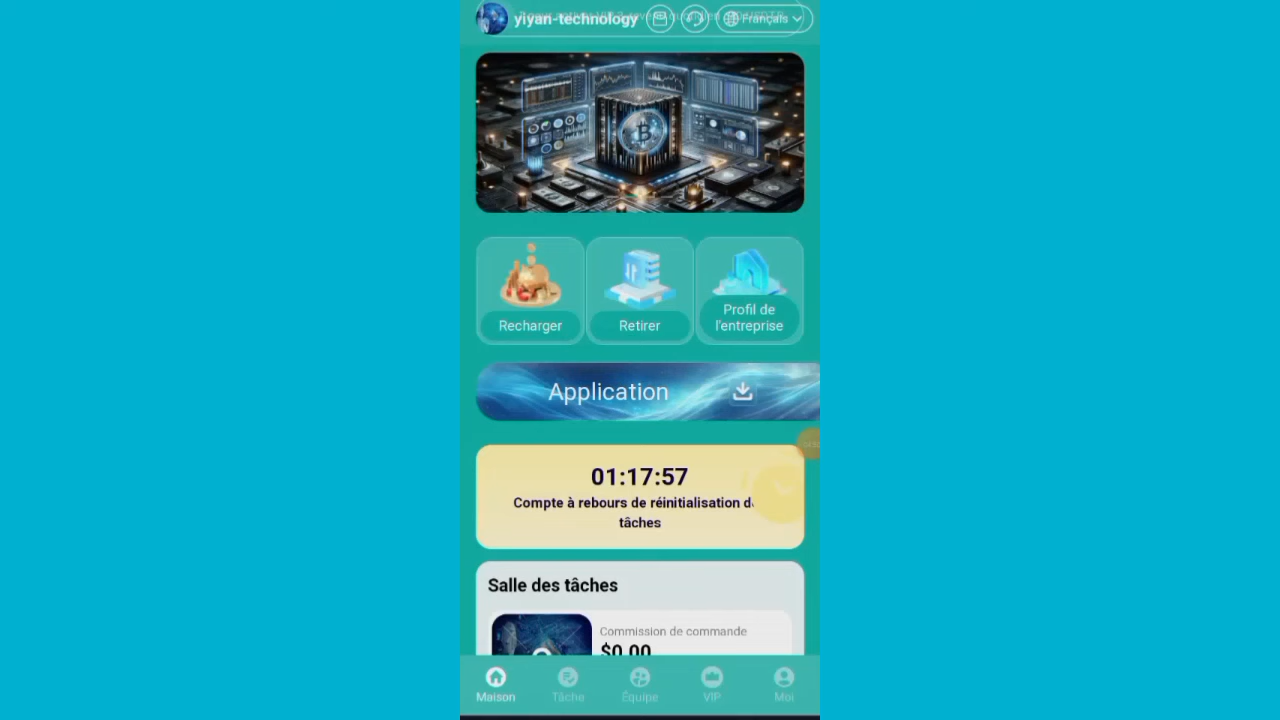 yiyan-technology
Français
Recharger
Retirer
Profil de
l'entreprise
Application
01:17:57
Compte à rebours de réinitialisation
tâches
Salle des tâches
Commission de commande
$0.00
Maison
Tâche
Équipe
VIP
Moi